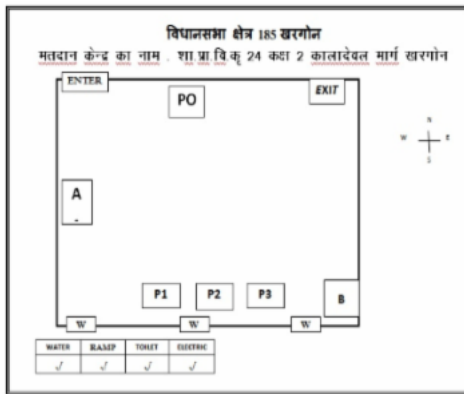 विधानसभा क्षेत्र 185 खरगोन
मतदान केन्द्र का नाम . शा.प्रा.वि.कृ 24 कक्ष 2 कालादेवल मार्ग खरगोन
ENTER
PO
EXIT
N
W E
S
A
-
P1 P2 P3
B
W W W
WATER RAMP TOILET ELECTRIC
√ √ √ √